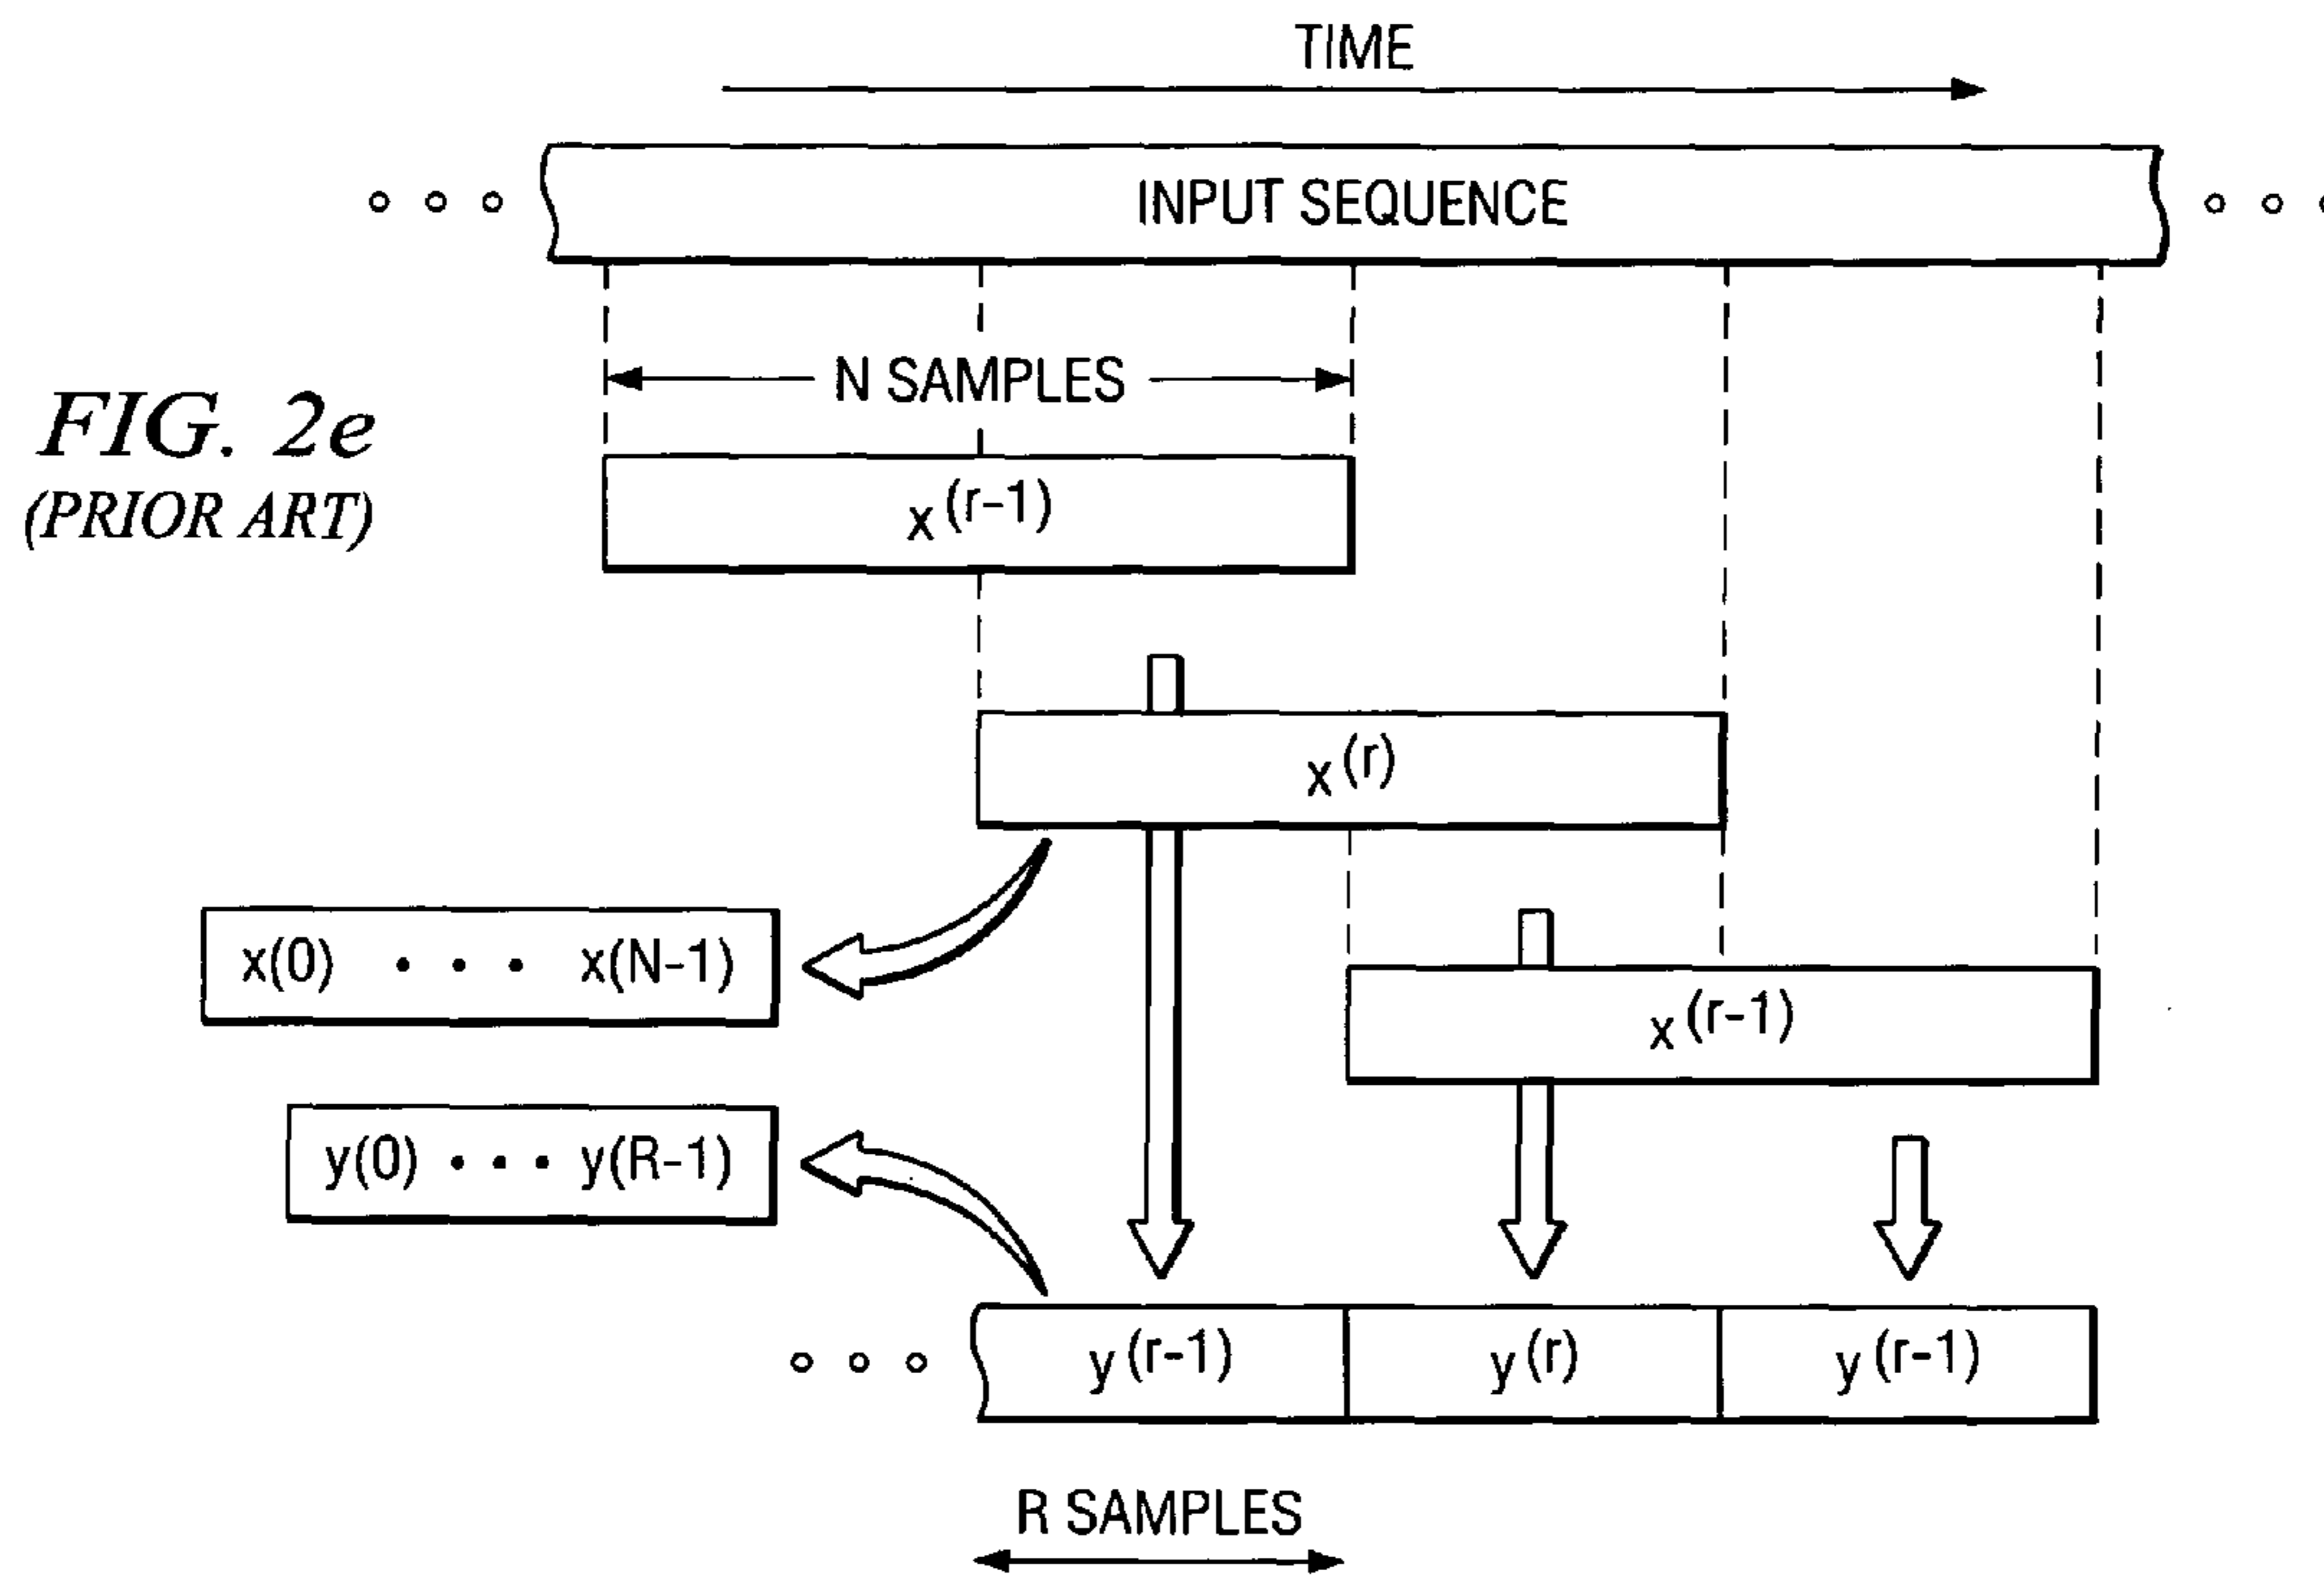 TIME
INPUT SEQUENCE
N SAMPLES
FIG. 2e
(PRIOR ART)
x(r-1)
x(r)
x(0) • • • x(N-1)
x(r-1)
y(0) • • • y(R-1)
y(r-1) y(r) y(r-1)
R SAMPLES